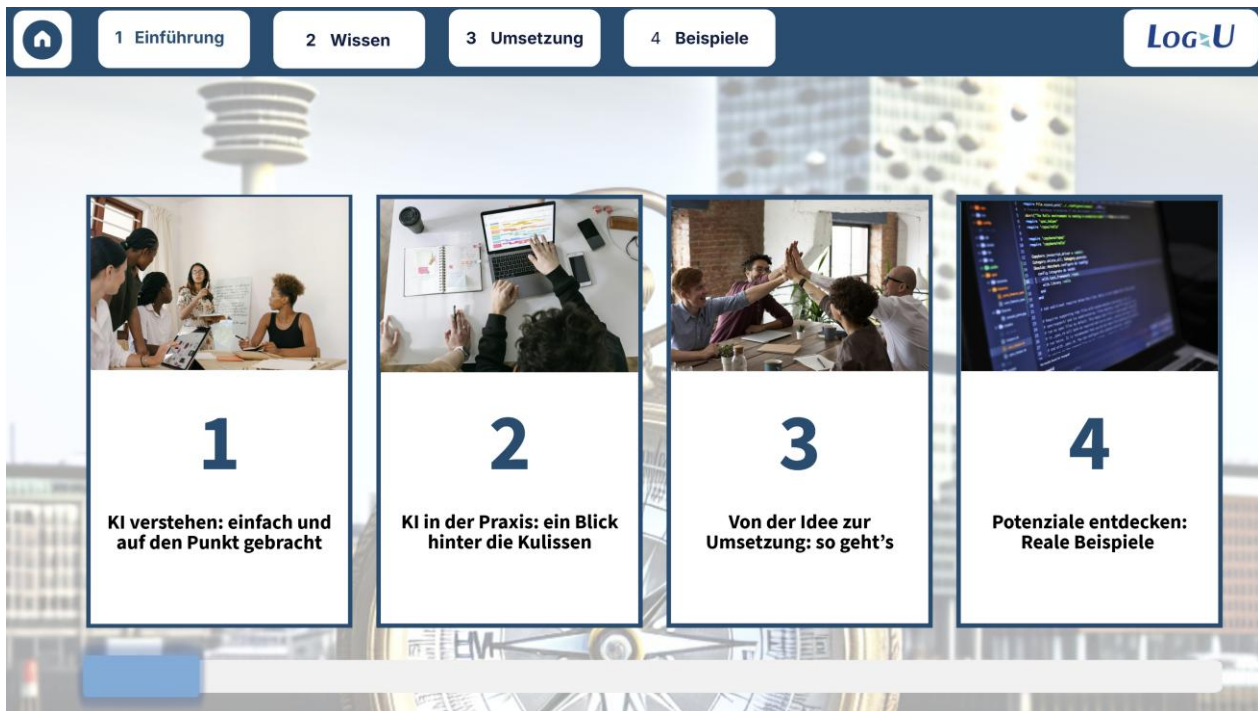 1 Einführung
2 Wissen
3 Umsetzung
4 Beispiele
LOG U
1
KI verstehen: einfach und
auf den Punkt gebracht
2
KI in der Praxis: ein Blick
hinter die Kulissen
3
Von der Idee zur
Umsetzung: so geht’s
4
Potenziale entdecken:
Reale Beispiele